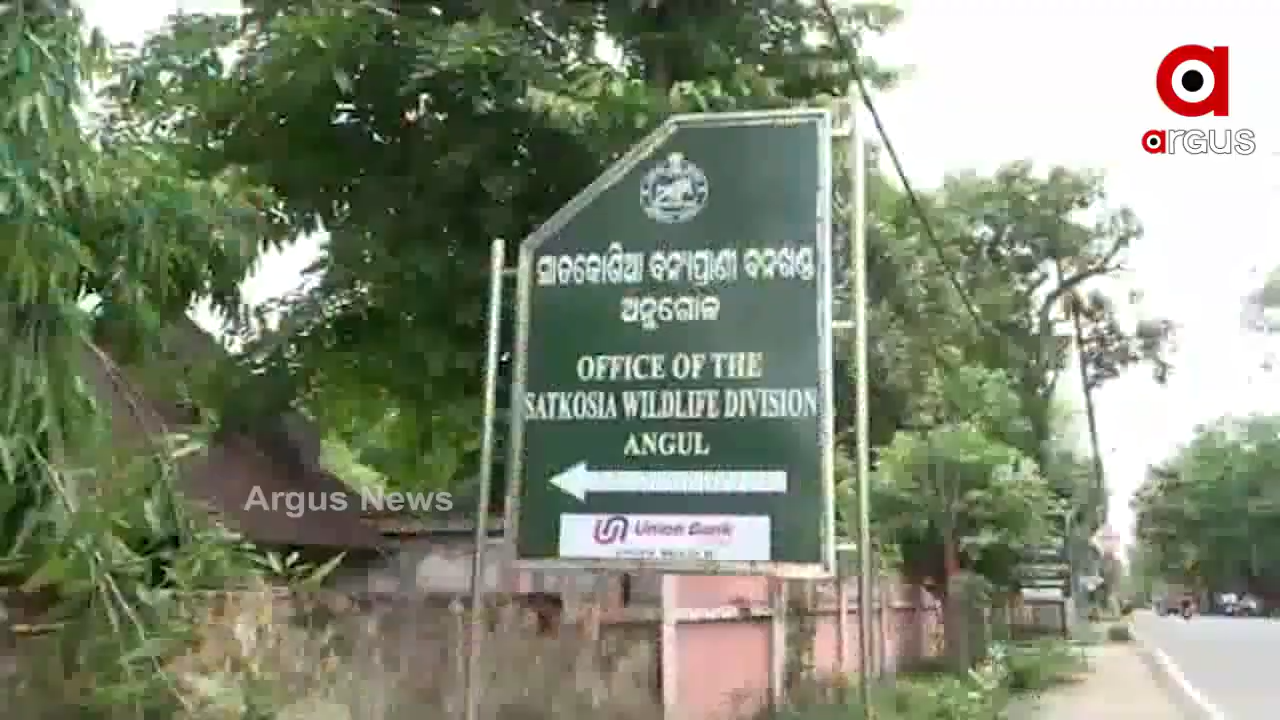 argus
ସାତକୋଶିଆ ବନ୍ୟପ୍ରାଣୀ ବନଖଣ୍ଡ
ଅନୁଗୋଳ
OFFICE OF THE
SATKOSIA WILDLIFE DIVISION
ANGUL
Argus News
Union Bank